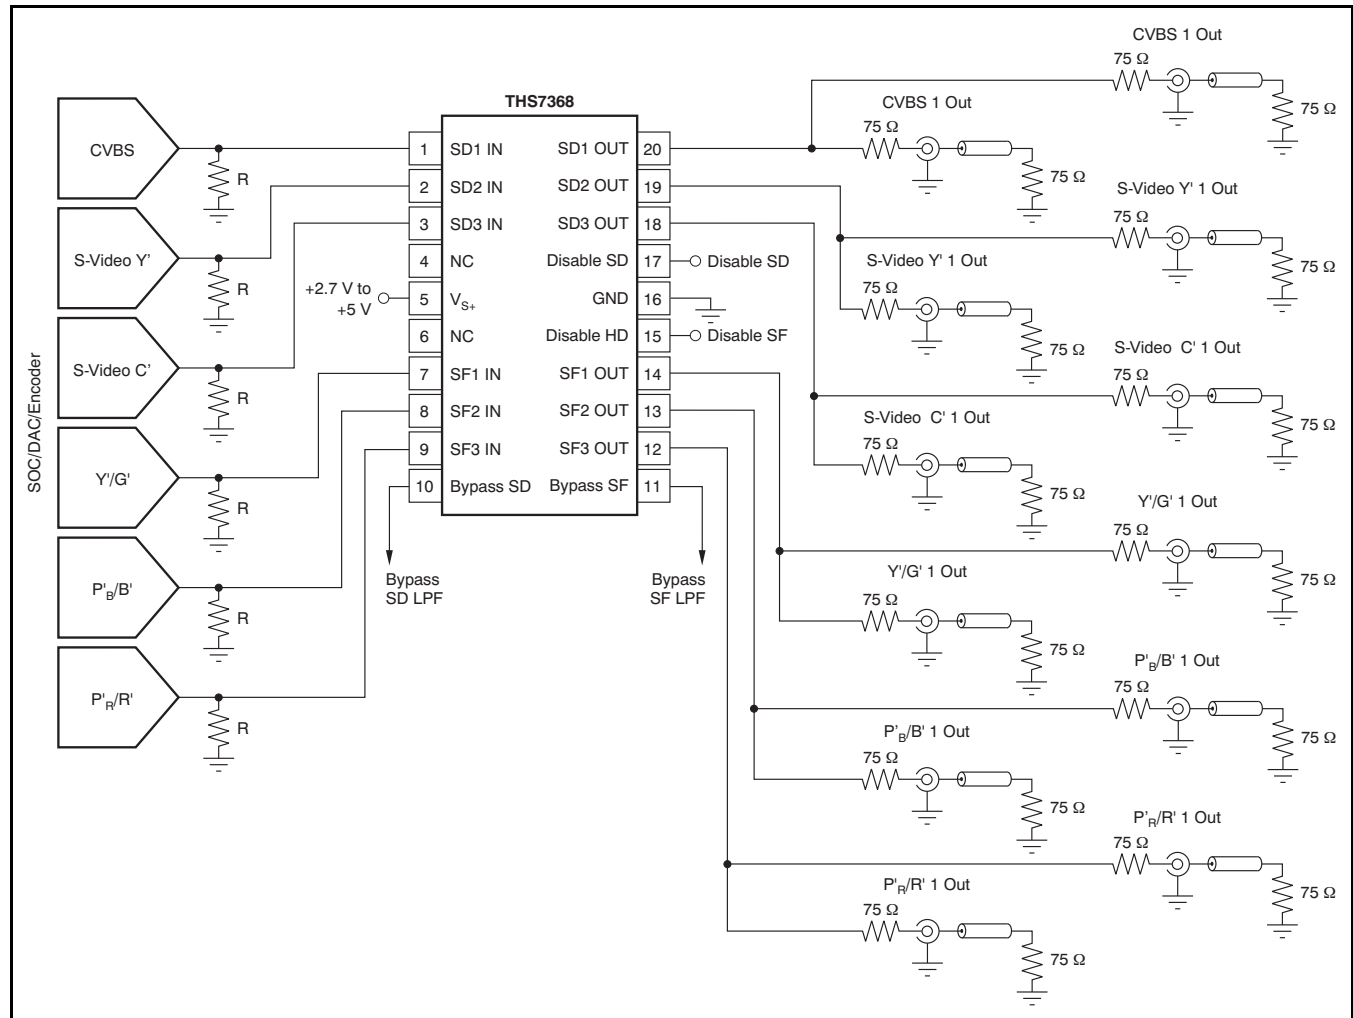 CVBS 1 Out
75 Ω
75 Ω
THS7368
CVBS 1 Out
75 Ω
75 Ω
CVBS
R
1 SD1 IN SD1 OUT 20
2 SD2 IN SD2 OUT 19
3 SD3 IN SD3 OUT 18
4 NC Disable SD 17 Disable SD
+2.7 V to
+5 V
5 VS+ GND 16
6 NC Disable HD 15 Disable SF
7 SF1 IN SF1 OUT 14
8 SF2 IN SF2 OUT 13
9 SF3 IN SF3 OUT 12
10 Bypass SD Bypass SF 11
Bypass
SD LPF
Bypass
SF LPF
SOC/DAC/Encoder
S-Video Y'
R
S-Video C'
R
Y'/G'
R
P'B/B'
R
P'R/R'
R
S-Video Y' 1 Out
75 Ω
75 Ω
S-Video Y' 1 Out
75 Ω
75 Ω
S-Video C' 1 Out
75 Ω
75 Ω
S-Video C' 1 Out
75 Ω
75 Ω
Y'/G' 1 Out
75 Ω
75 Ω
Y'/G' 1 Out
75 Ω
75 Ω
P'B/B' 1 Out
75 Ω
75 Ω
P'B/B' 1 Out
75 Ω
75 Ω
P'R/R' 1 Out
75 Ω
75 Ω
P'R/R' 1 Out
75 Ω
75 Ω